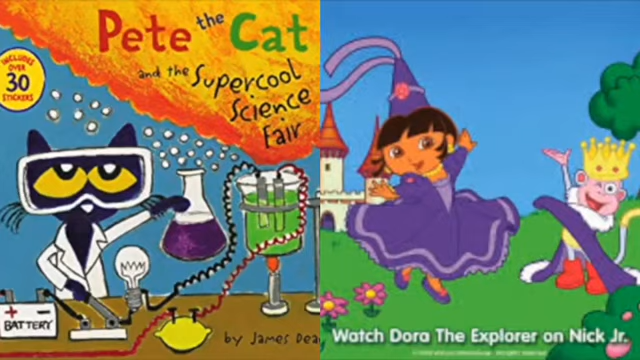 Pete the Cat
and the Supercool
Science
Fair
INCLUDES
OVER
30
STICKERS
+ -
BATTERY
by James Dea
Watch Dora The Explorer on Nick Jr.